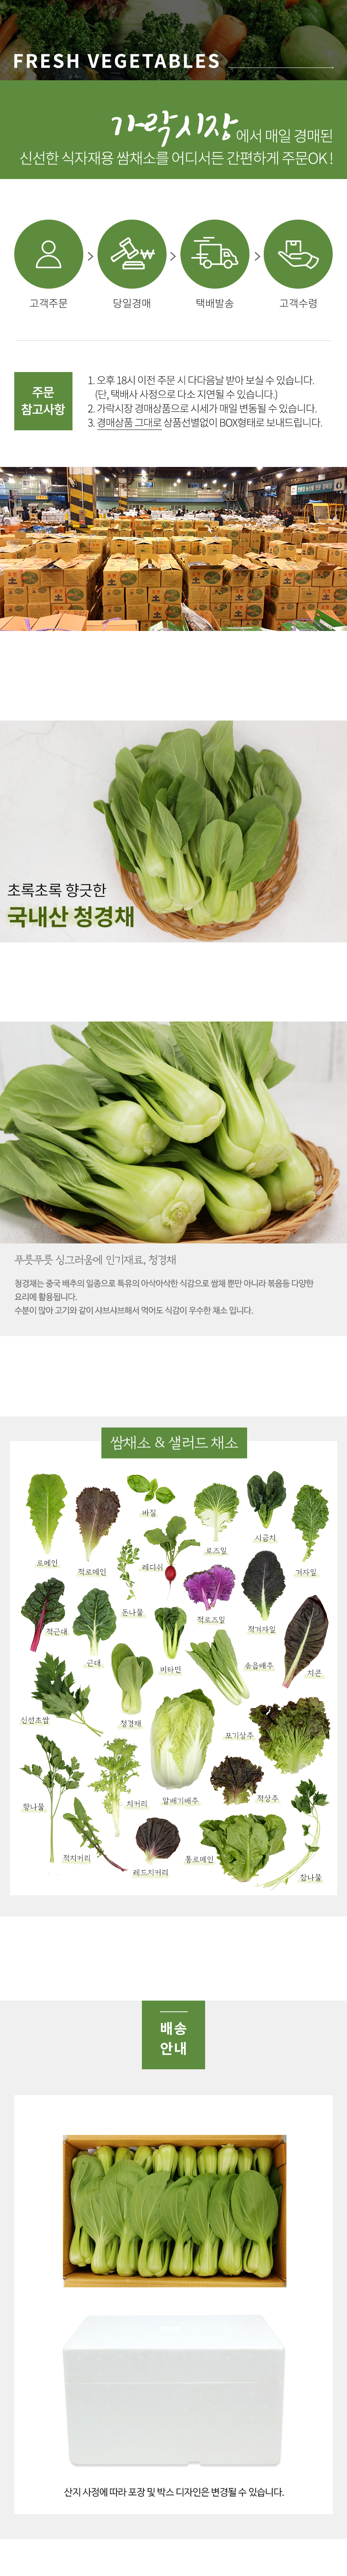 FRESH VEGETABLES
가락시장에서 매일 경매된
신선한 식자재용 쌈채소를 어디서든 간편하게 주문OK!
고객주문
당일경매
택배발송
고객수령
주문
참고사항
1. 오후 18시 이전 주문 시 다다음날 받아 보실 수 있습니다.
(단, 택배사 사정으로 다소 지연될 수 있습니다.)
2. 가락시장 경매상품으로 시세가 매일 변동될 수 있습니다.
3. 경매상품 그대로 상품선별없이 BOX형태로 보내드립니다.
초록초록 향긋한
국내산 청경채
푸릇푸릇 싱그러움에 인기재료, 청경채
청경채는 중국 배추의 일종으로 특유의 아삭아삭한 식감으로 쌈채 뿐만 아니라 볶음등 다양한
요리에 활용됩니다.
수분이 많아 고기와 같이 샤브샤브해서 먹어도 식감이 우수한 채소 입니다.
쌈채소 & 샐러드 채소
바질
로메인
적로메인
레디쉬
로즈일
시금치
겨자일
돈나물
적근대
근대
비타민
적로즈일
적겨자일
솎음배추
치콘
신선초쌈
청경채
포기상추
향나물
치커리
알배기배추
적상추
적치커리
레드치커리
통로메인
참나물
배송
안내
산지 사정에 따라 포장 및 박스 디자인은 변경될 수 있습니다.